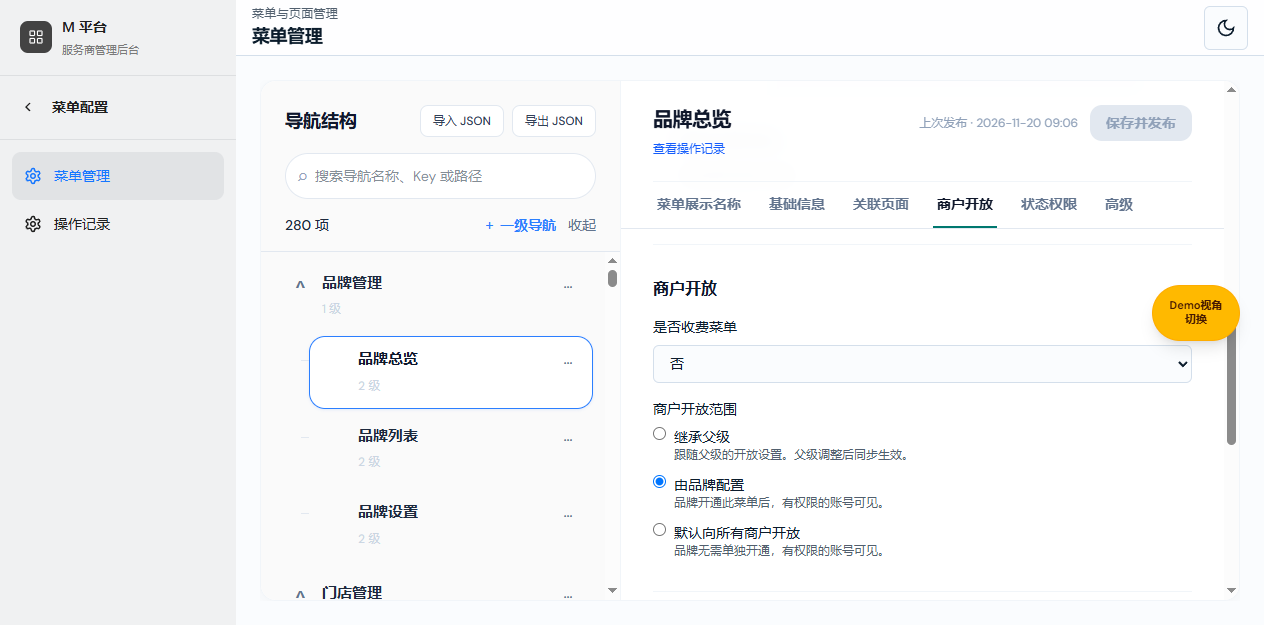 M 平台
服务商管理后台
菜单配置
菜单管理
操作记录
菜单与页面管理
菜单管理
导航结构
导入 JSON
导出 JSON
搜索导航名称、Key 或路径
280 项
+ 一级导航
收起
品牌管理
...
1 级
品牌总览
...
2 级
品牌列表
...
2 级
品牌设置
...
2 级
门店管理
...
品牌总览
上次发布 · 2026-11-20 09:06
保存并发布
查看操作记录
菜单展示名称
基础信息
关联页面
商户开放
状态权限
高级
商户开放
是否收费菜单
否
商户开放范围
继承父级
跟随父级的开放设置。父级调整后同步生效。
由品牌配置
品牌开通此菜单后，有权限的账号可见。
默认向所有商户开放
品牌无需单独开通，有权限的账号可见。
Demo视角
切换